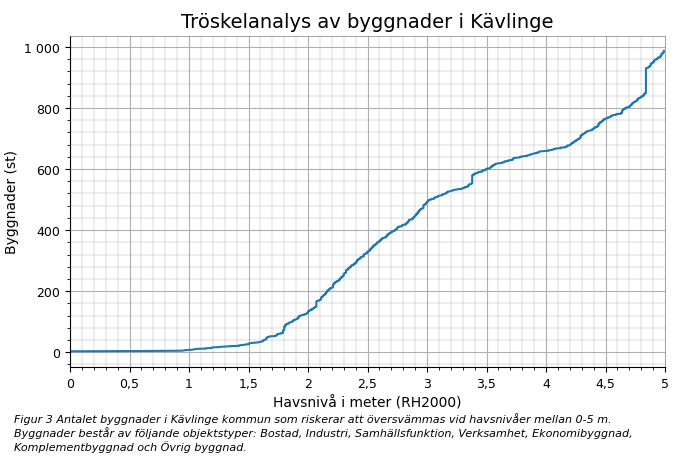 Tröskelanalys av byggnader i Kävlinge
1 000
800
600
400
200
0
Byggnader (st)
0 0,5 1 1,5 2 2,5 3 3,5 4 4,5 5
Havsnivå i meter (RH2000)
Figur 3 Antalet byggnader i Kävlinge kommun som riskerar att översvämmas vid havsnivåer mellan 0-5 m.
Byggnader består av följande objektstyper: Bostad, Industri, Samhällsfunktion, Verksamhet, Ekonomibyggnad,
Komplementbyggnad och Övrig byggnad.